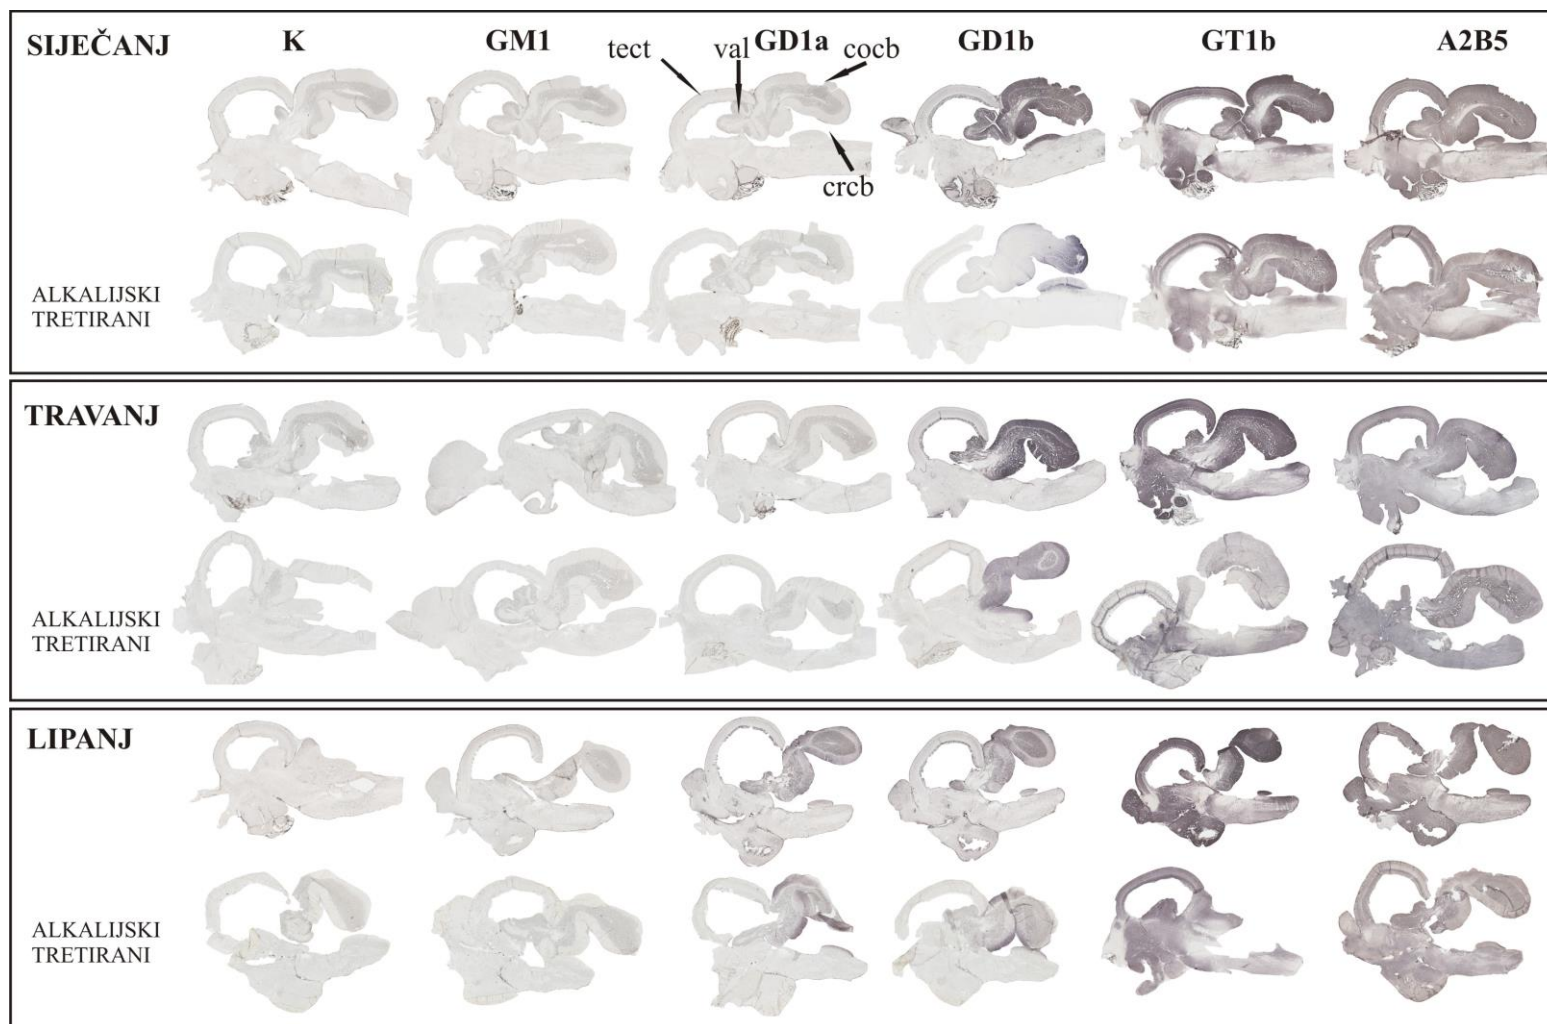 SIJEČANJ K GM1 GD1a GD1b GT1b A2B5
tect val cocb
crcb
ALKALIJSKI
TRETIRANI
TRAVANJ
ALKALIJSKI
TRETIRANI
LIPANJ
ALKALIJSKI
TRETIRANI